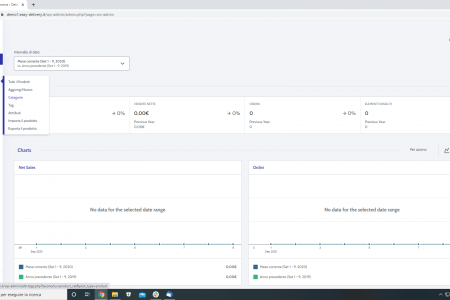 demo1.easy-delivery.it/wp-admin/admin.php?page=wc-admin
Intervallo di date:
Mese corrente (Set 1 - 9, 2020)
vs. Anno precedente (Set 1 - 9, 2019)
Tutti i Prodotti
Aggiungi Nuovo
Categorie
Tag
Attributi
Importa il prodotto
Esporta il prodotto
0%
VENDITE NETTE
0.00€
0%
Previous Year:
0.00€
ORDINI
0
0%
Previous Year:
0
0
Previous Year:
0
Charts
Per giorno
Net Sales
No data for the selected date range
Sep 2020
Mese corrente (Set 1 - 9, 2020)
0.00€
Anno precedente (Set 1 - 9, 2019)
0.00€
Orders
No data for the selected date range
Sep 2020
Mese corrente (Set 1 - 9, 2020)
Anno precedente (Set 1 - 9, 2019)
per eseguire la ricerca